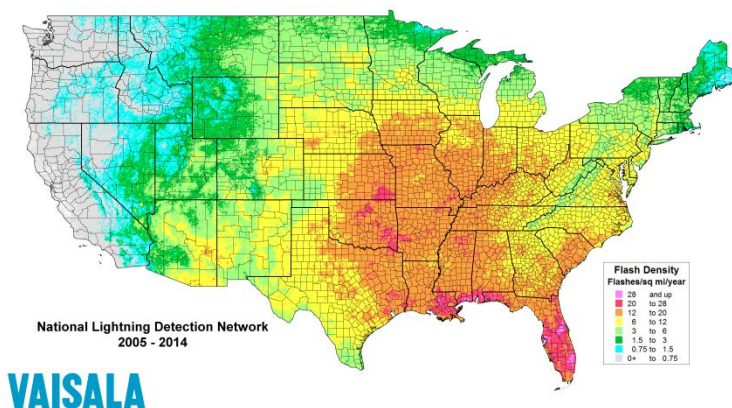 National Lightning Detection Network
2005 - 2014
VAISALA
Flash Density
Flashes/sq mi/year
28 and up
20 to 28
12 to 20
6 to 12
3 to 6
1.5 to 3
0.75 to 1.5
0+ to 0.75